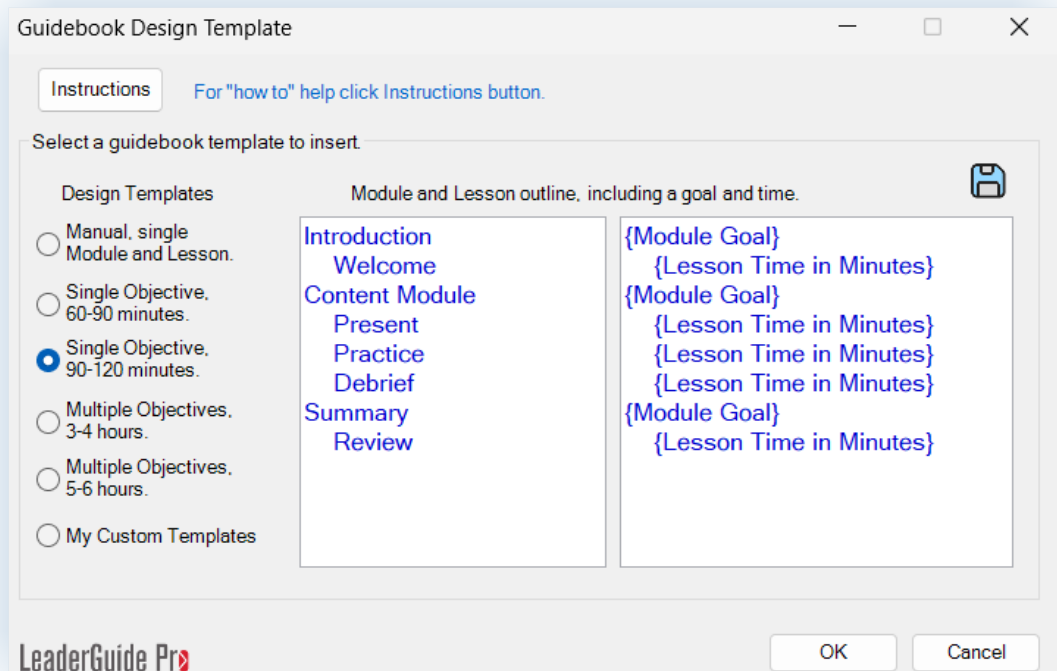 Guidebook Design Template
Instructions
For "how to" help click Instructions button.
Select a guidebook template to insert.
Design Templates
Manual, single
Module and Lesson.
Single Objective,
60-90 minutes.
Single Objective,
90-120 minutes.
Multiple Objectives,
3-4 hours.
Multiple Objectives,
5-6 hours.
My Custom Templates
Module and Lesson outline, including a goal and time.
Introduction
Welcome
Content Module
Present
Practice
Debrief
Summary
Review
{Module Goal}
{Lesson Time in Minutes}
{Module Goal}
{Lesson Time in Minutes}
{Lesson Time in Minutes}
{Lesson Time in Minutes}
{Module Goal}
{Lesson Time in Minutes}
LeaderGuide Pro
OK
Cancel